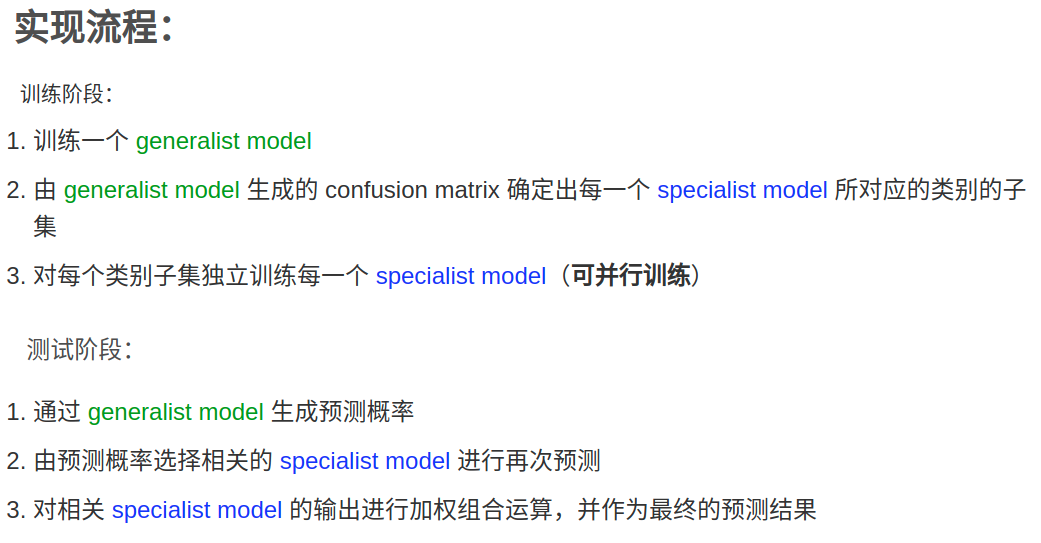 实现流程：
训练阶段：
1. 训练一个 generalist model
2. 由 generalist model 生成的 confusion matrix 确定出每一个 specialist model 所对应的类别的子
集
3. 对每个类别子集独立训练每一个 specialist model（可并行训练）
测试阶段：
1. 通过 generalist model 生成预测概率
2. 由预测概率选择相关的 specialist model 进行再次预测
3. 对相关 specialist model 的输出进行加权组合运算，并作为最终的预测结果